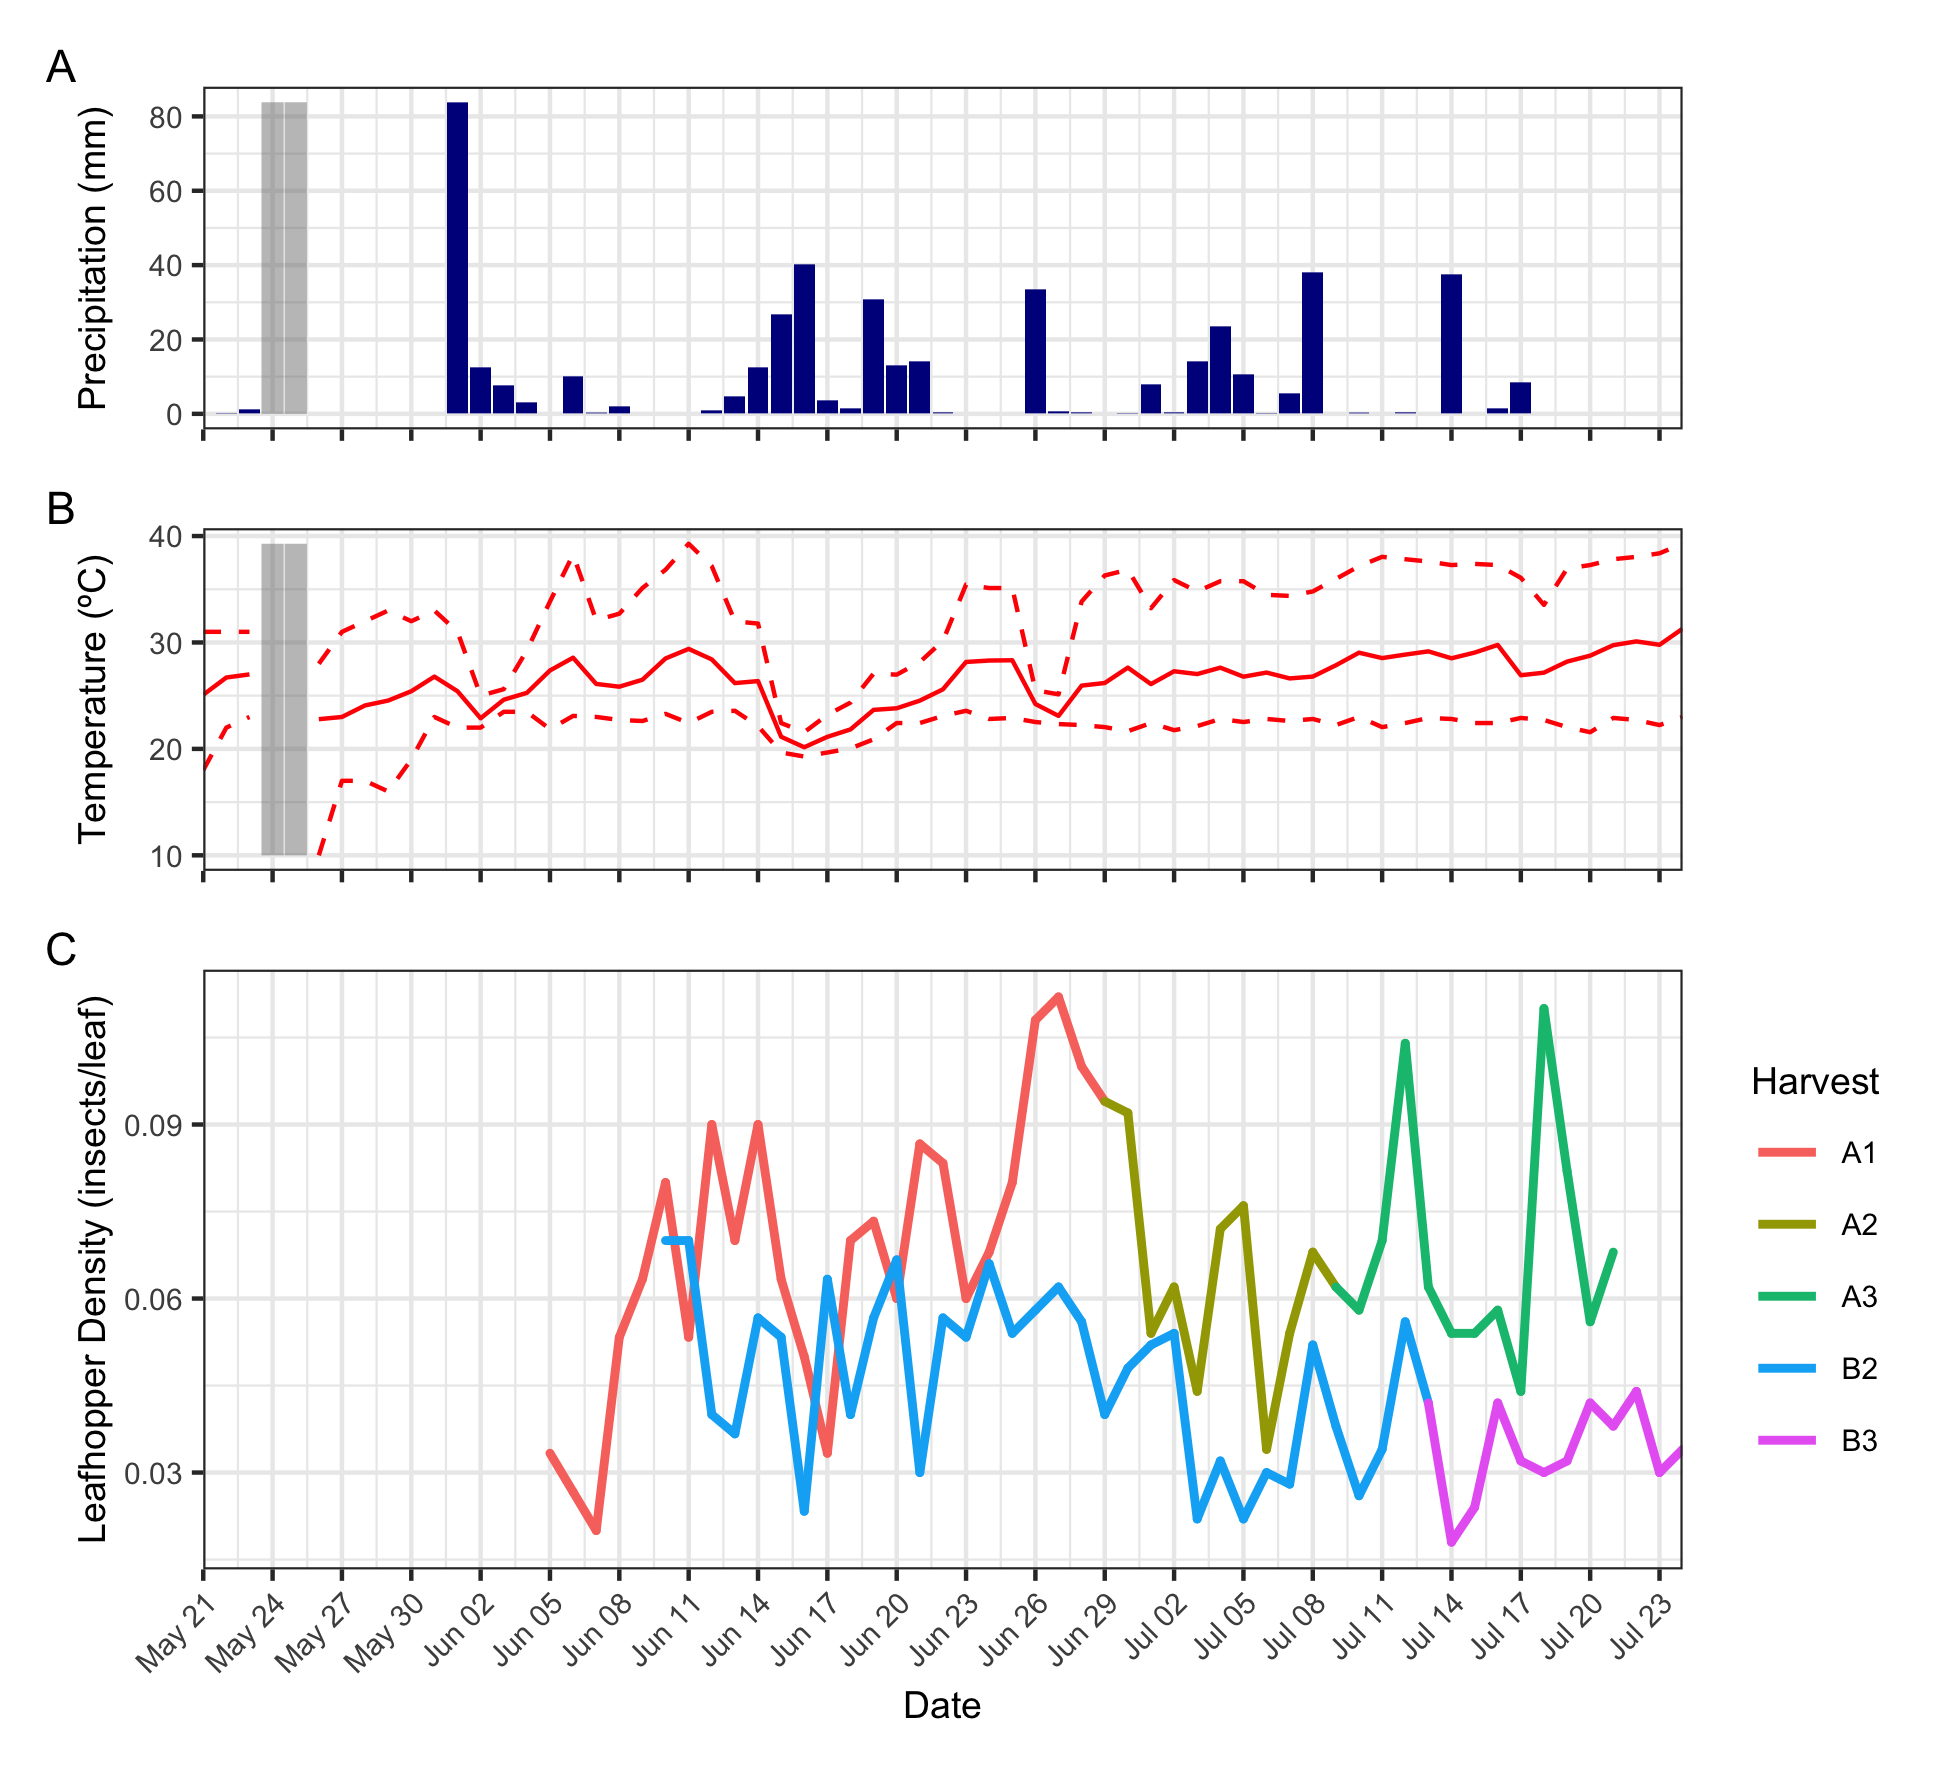 A
Precipitation (mm)
80
60
40
20
0
B
Temperature (ºC)
40
30
20
10
C
Leafhopper Density (insects/leaf)
0.09
0.06
0.03
May 21
May 24
May 27
May 30
Jun 02
Jun 05
Jun 08
Jun 11
Jun 14
Jun 17
Jun 20
Jun 23
Jun 26
Jun 29
Jul 02
Jul 05
Jul 08
Jul 11
Jul 14
Jul 17
Jul 20
Jul 23
Date
Harvest
A1
A2
A3
B2
B3